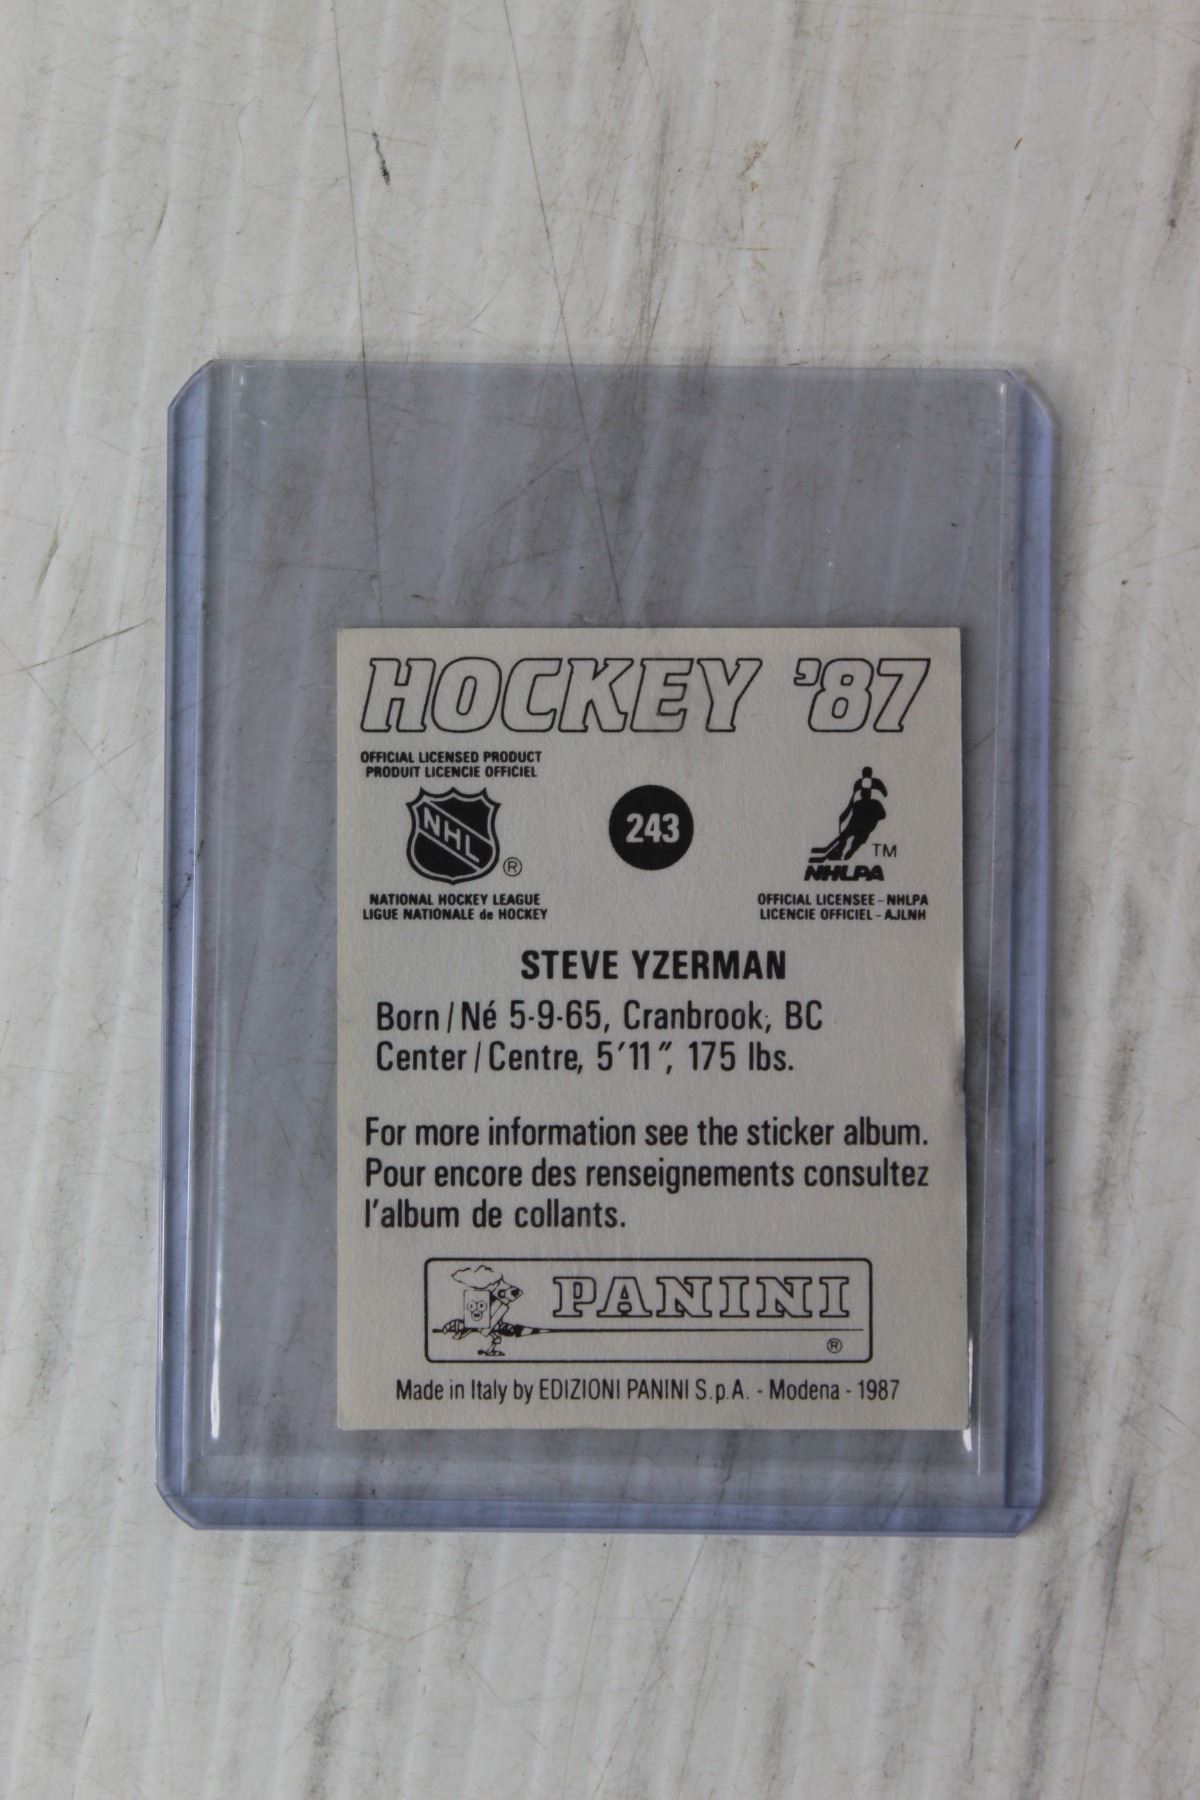 HOCKEY '87
OFFICIAL LICENSED PRODUCT
PRODUIT LICENCIE OFFICIEL
NHL ®
NATIONAL HOCKEY LEAGUE
LIGUE NATIONALE de HOCKEY
243
TM
NHLPA
OFFICIAL LICENSEE - NHLPA
LICENCIE OFFICIEL - AJLNH
STEVE YZERMAN
Born / Né 5-9-65, Cranbrook, BC
Center / Centre, 5'11", 175 lbs.
For more information see the sticker album.
Pour encore des renseignements consultez
l'album de collants.
PANINI
®
Made in Italy by EDIZIONI PANINI S.p.A. - Modena - 1987